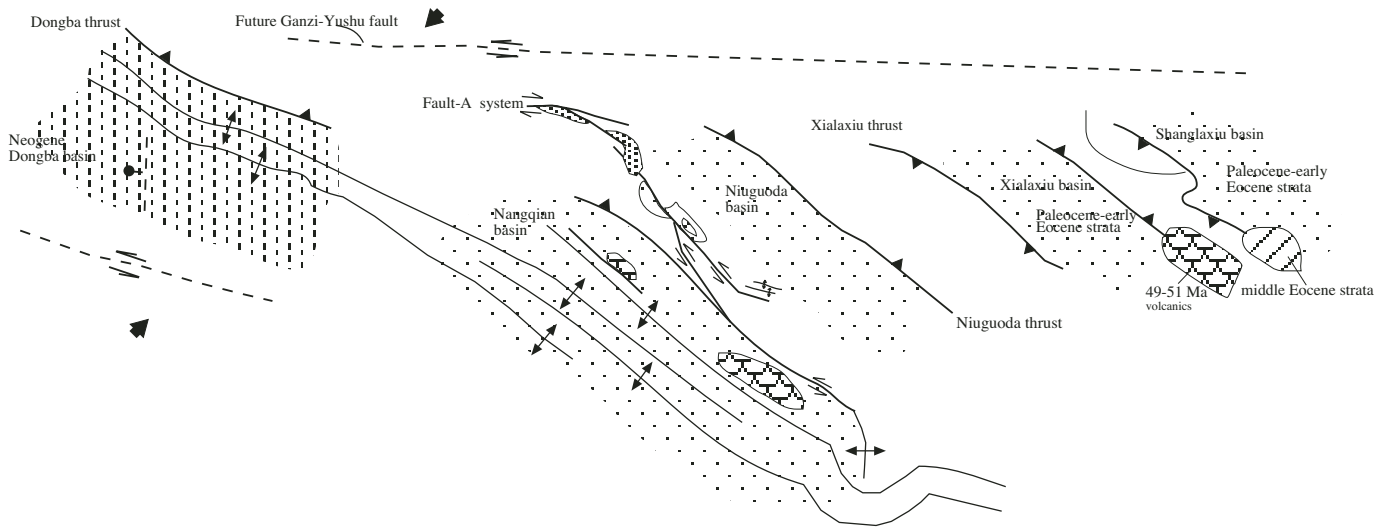 Dongba thrust
Future Ganzi-Yushu fault
Fault-A system
Xialaxiu thrust
Shanglaxiu basin
Neogene
Dongba basin
Paleocene-early
Eocene strata
Niuguoda
basin
Xialaxiu basin
Nangqian
basin
Paleocene-early
Eocene strata
49-51 Ma
volcanics
middle Eocene strata
Niuguoda thrust